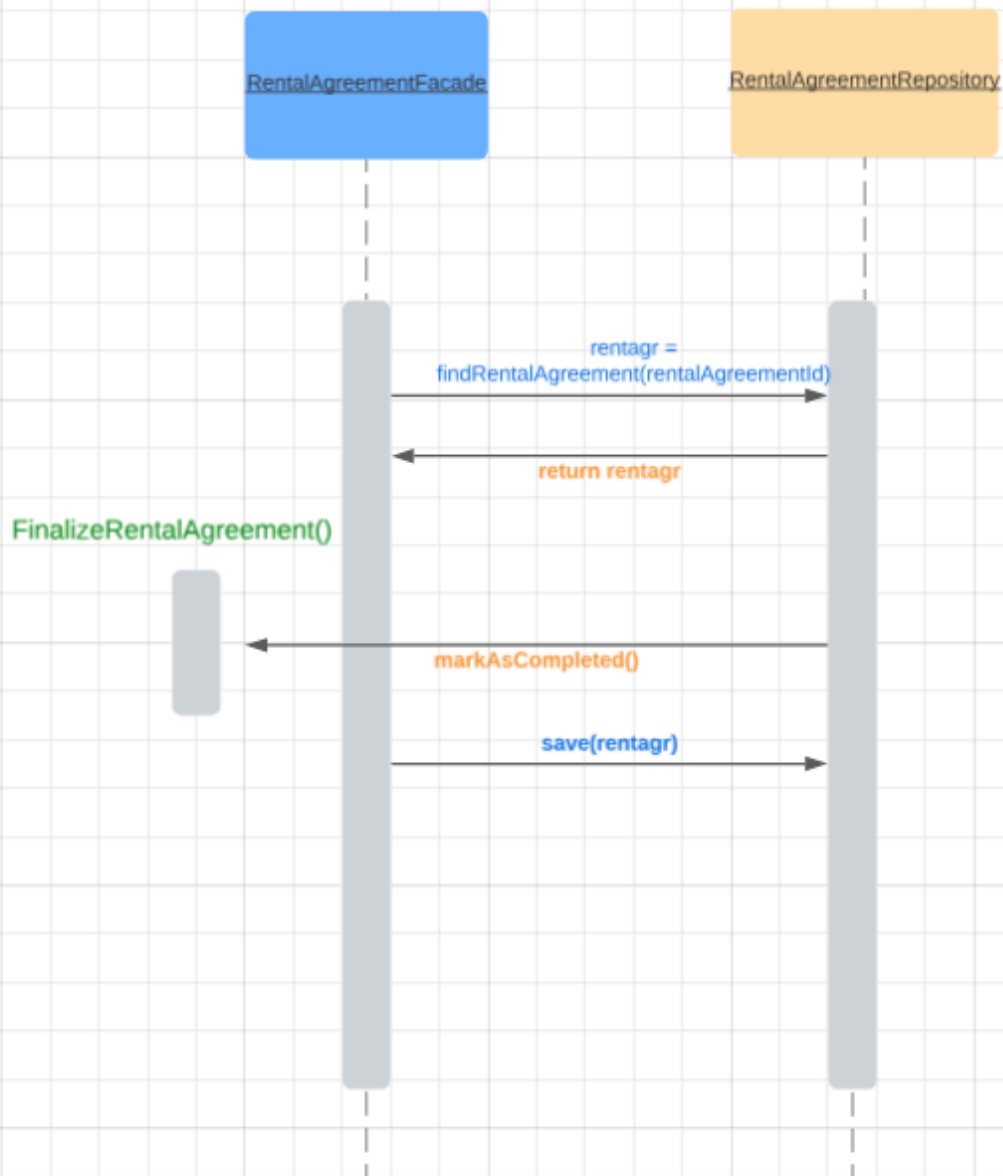 RentalAgreementFacade
RentalAgreementRepository
rentagr =
findRentalAgreement(rentalAgreementId)
return rentagr
FinalizeRentalAgreement()
markAsCompleted()
save(rentagr)